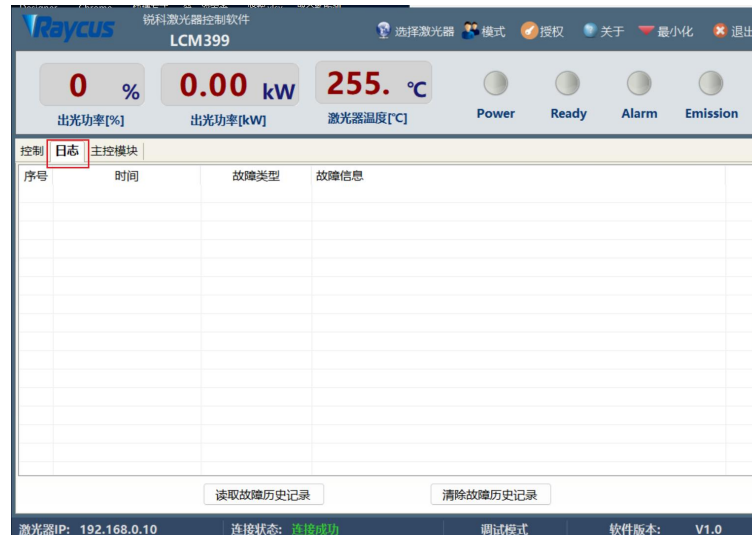 Raycus
锐科激光器控制软件
LCM399
选择激光器 模式 授权 关于 最小化 退出
0 % 0.00 kW 255. ℃
出光功率[%] 出光功率[kW] 激光器温度[℃] Power Ready Alarm Emission
控制 日志 主控模块
序号 时间 故障类型 故障信息
读取故障历史记录 清除故障历史记录
激光器IP: 192.168.0.10 连接状态: 连接成功 调试模式 软件版本: V1.0